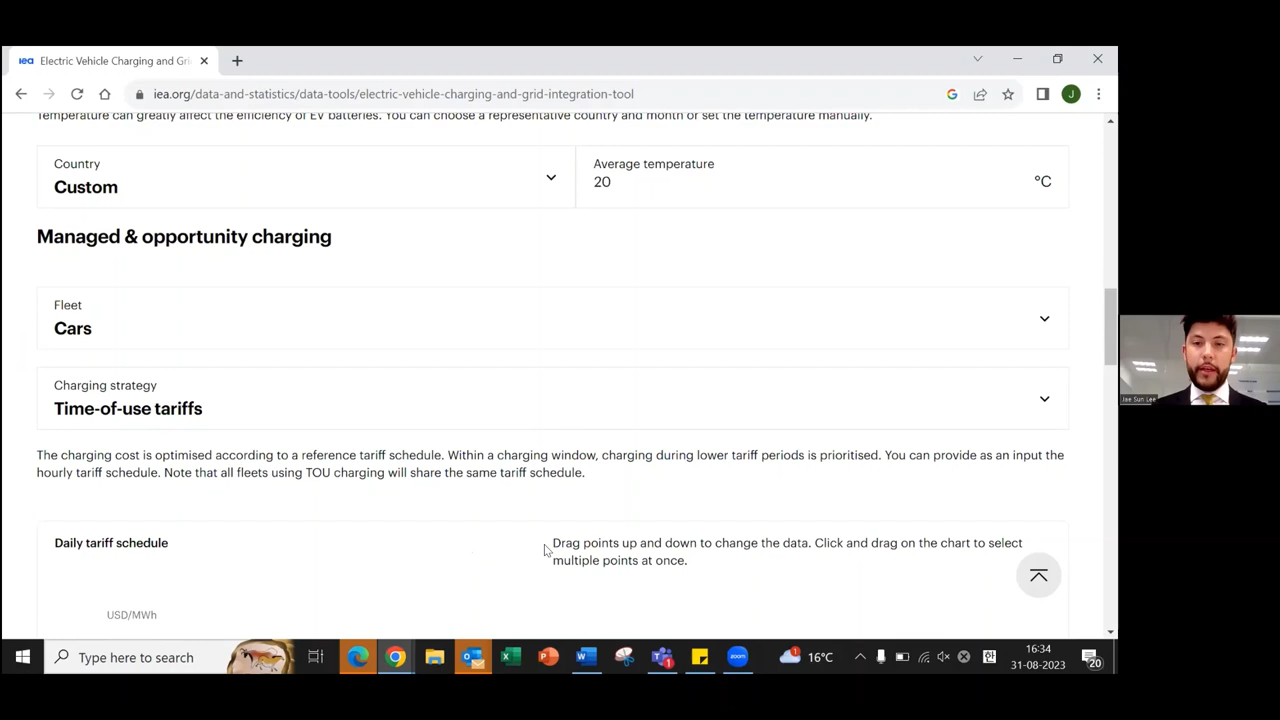 iea Electric Vehicle Charging and Gri
iea.org/data-and-statistics/data-tools/electric-vehicle-charging-and-grid-integration-tool
J
Temperature can greatly affect the efficiency of EV batteries. You can choose a representative country and month or set the temperature manually.
Country
Custom
Average temperature
20
°C
Managed & opportunity charging
Fleet
Cars
Charging strategy
Time-of-use tariffs
The charging cost is optimised according to a reference tariff schedule. Within a charging window, charging during lower tariff periods is prioritised. You can provide as an input the
hourly tariff schedule. Note that all fleets using TOU charging will share the same tariff schedule.
Daily tariff schedule
Drag points up and down to change the data. Click and drag on the chart to select
multiple points at once.
USD/MWh
Jae Sun Lee
Type here to search
zoom
16°C
한
16:34
31-08-2023
20